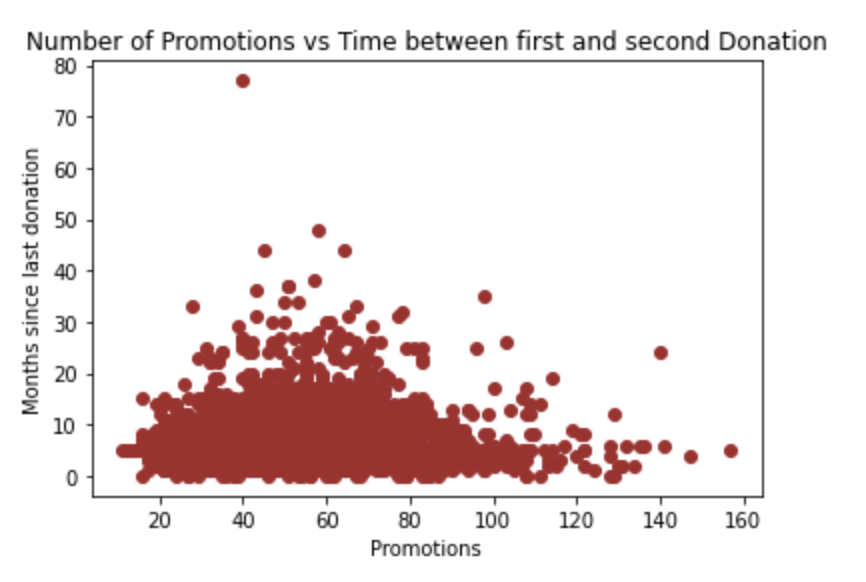 Number of Promotions vs Time between first and second Donation
80
70
60
50
40
30
20
10
0
Months since last donation
20 40 60 80 100 120 140 160
Promotions